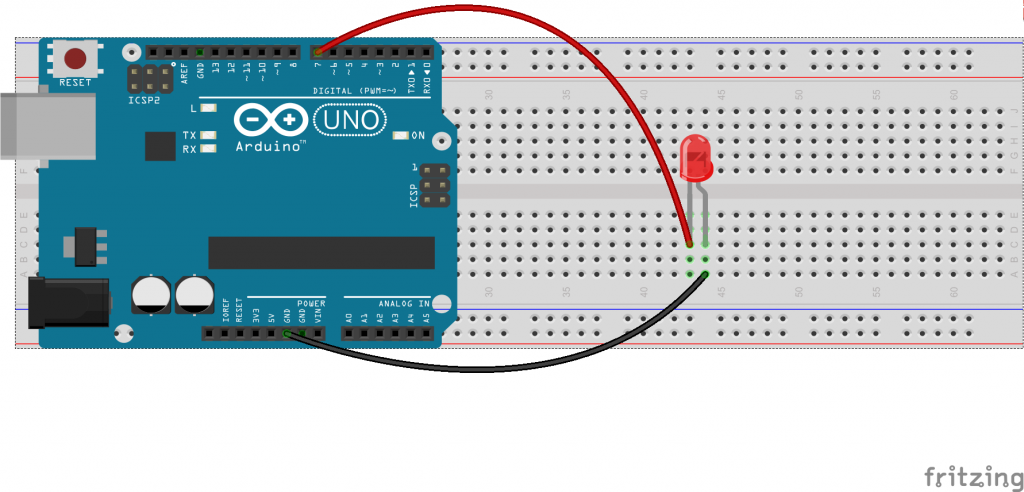 RESET
ICSP2
AREF
GND
13
12
~11
~10
~9
8
7
~6
~5
4
~3
2
TX0▶1
RX0◀0
DIGITAL (PWM=~)
L
TX
RX
UNO
Arduino™
ON
1
ICSP
30 35 40 45 50 55 60
J
I
H
G
F
F
E
D
C
B
A
E
D
C
B
A
30 35 40 45 50 55 60
POWER
ANALOG IN
IOREF
RESET
3V3
5V
GND
GND
VIN
A0
A1
A2
A3
A4
A5
fritzing